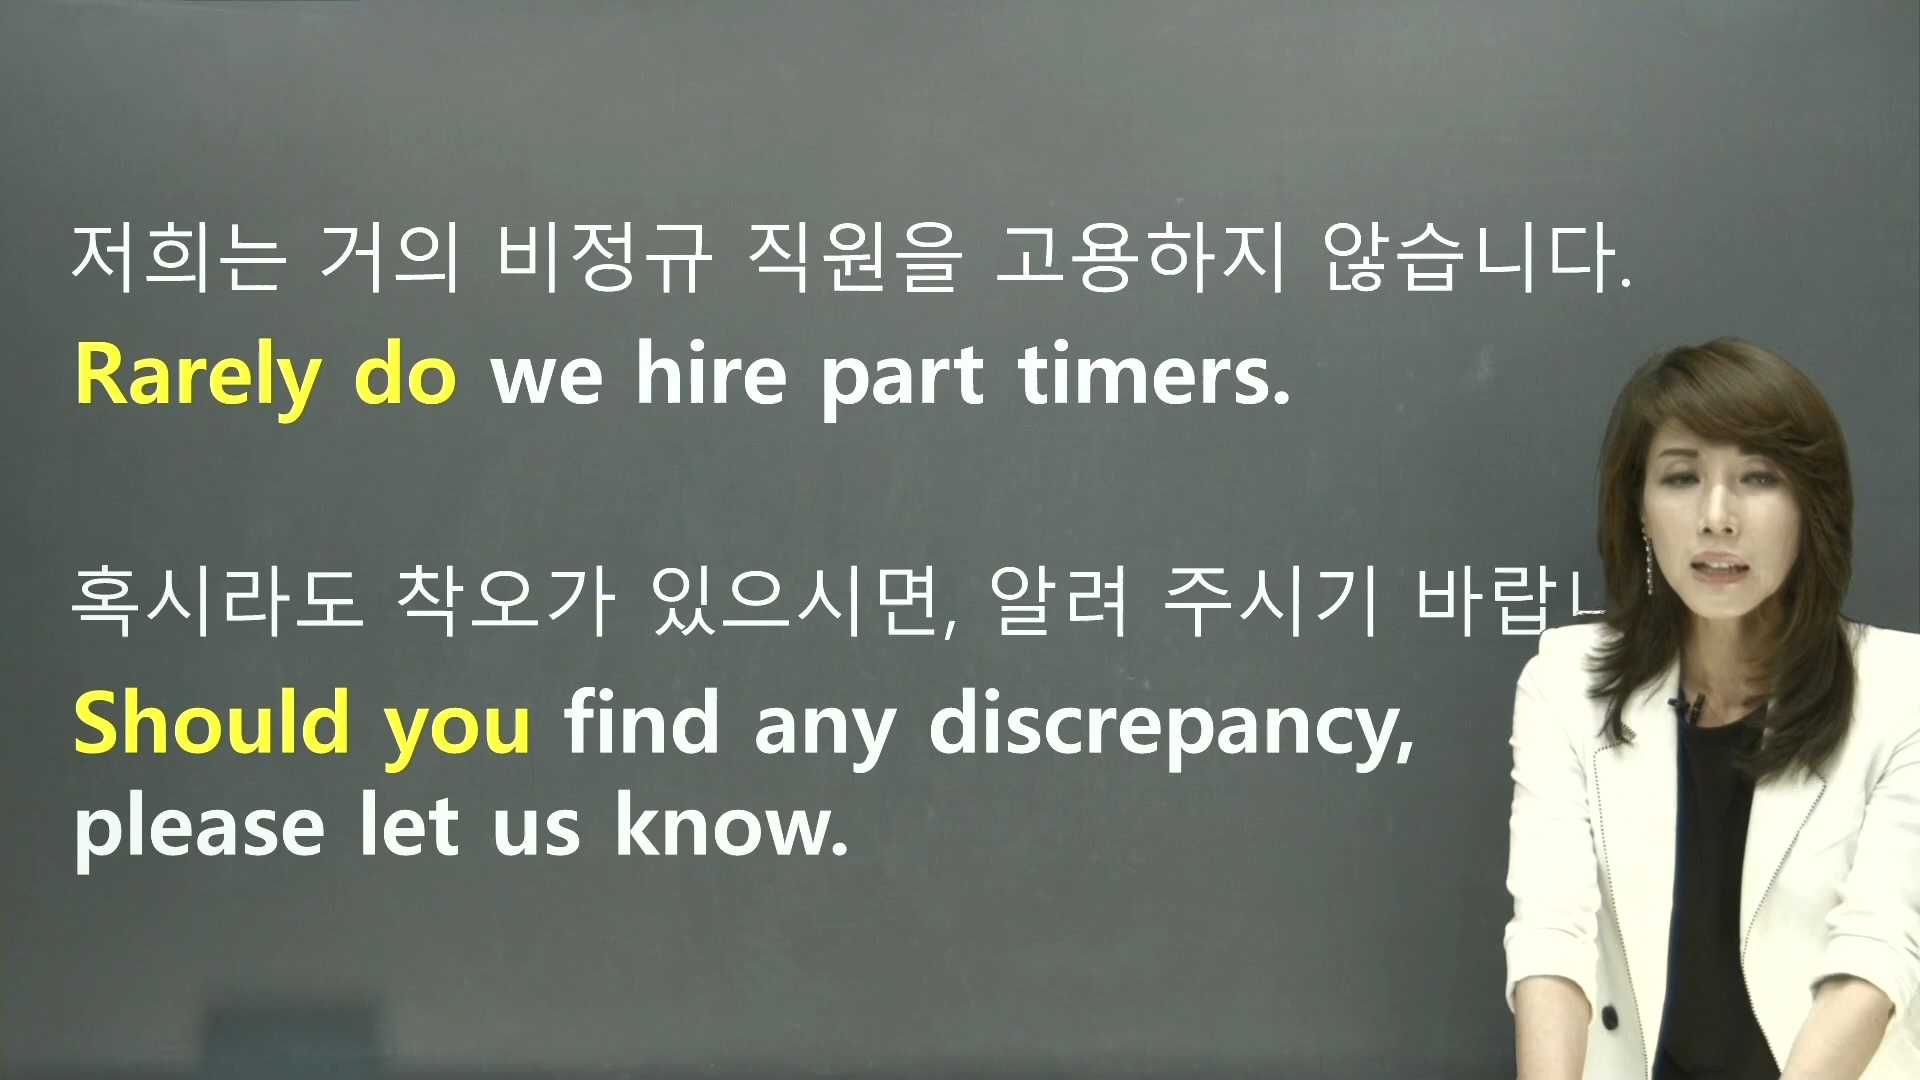 저희는 거의 비정규 직원을 고용하지 않습니다.
Rarely do we hire part timers.
혹시라도 착오가 있으시면, 알려 주시기
Should you find any discrepancy,
please let us know.